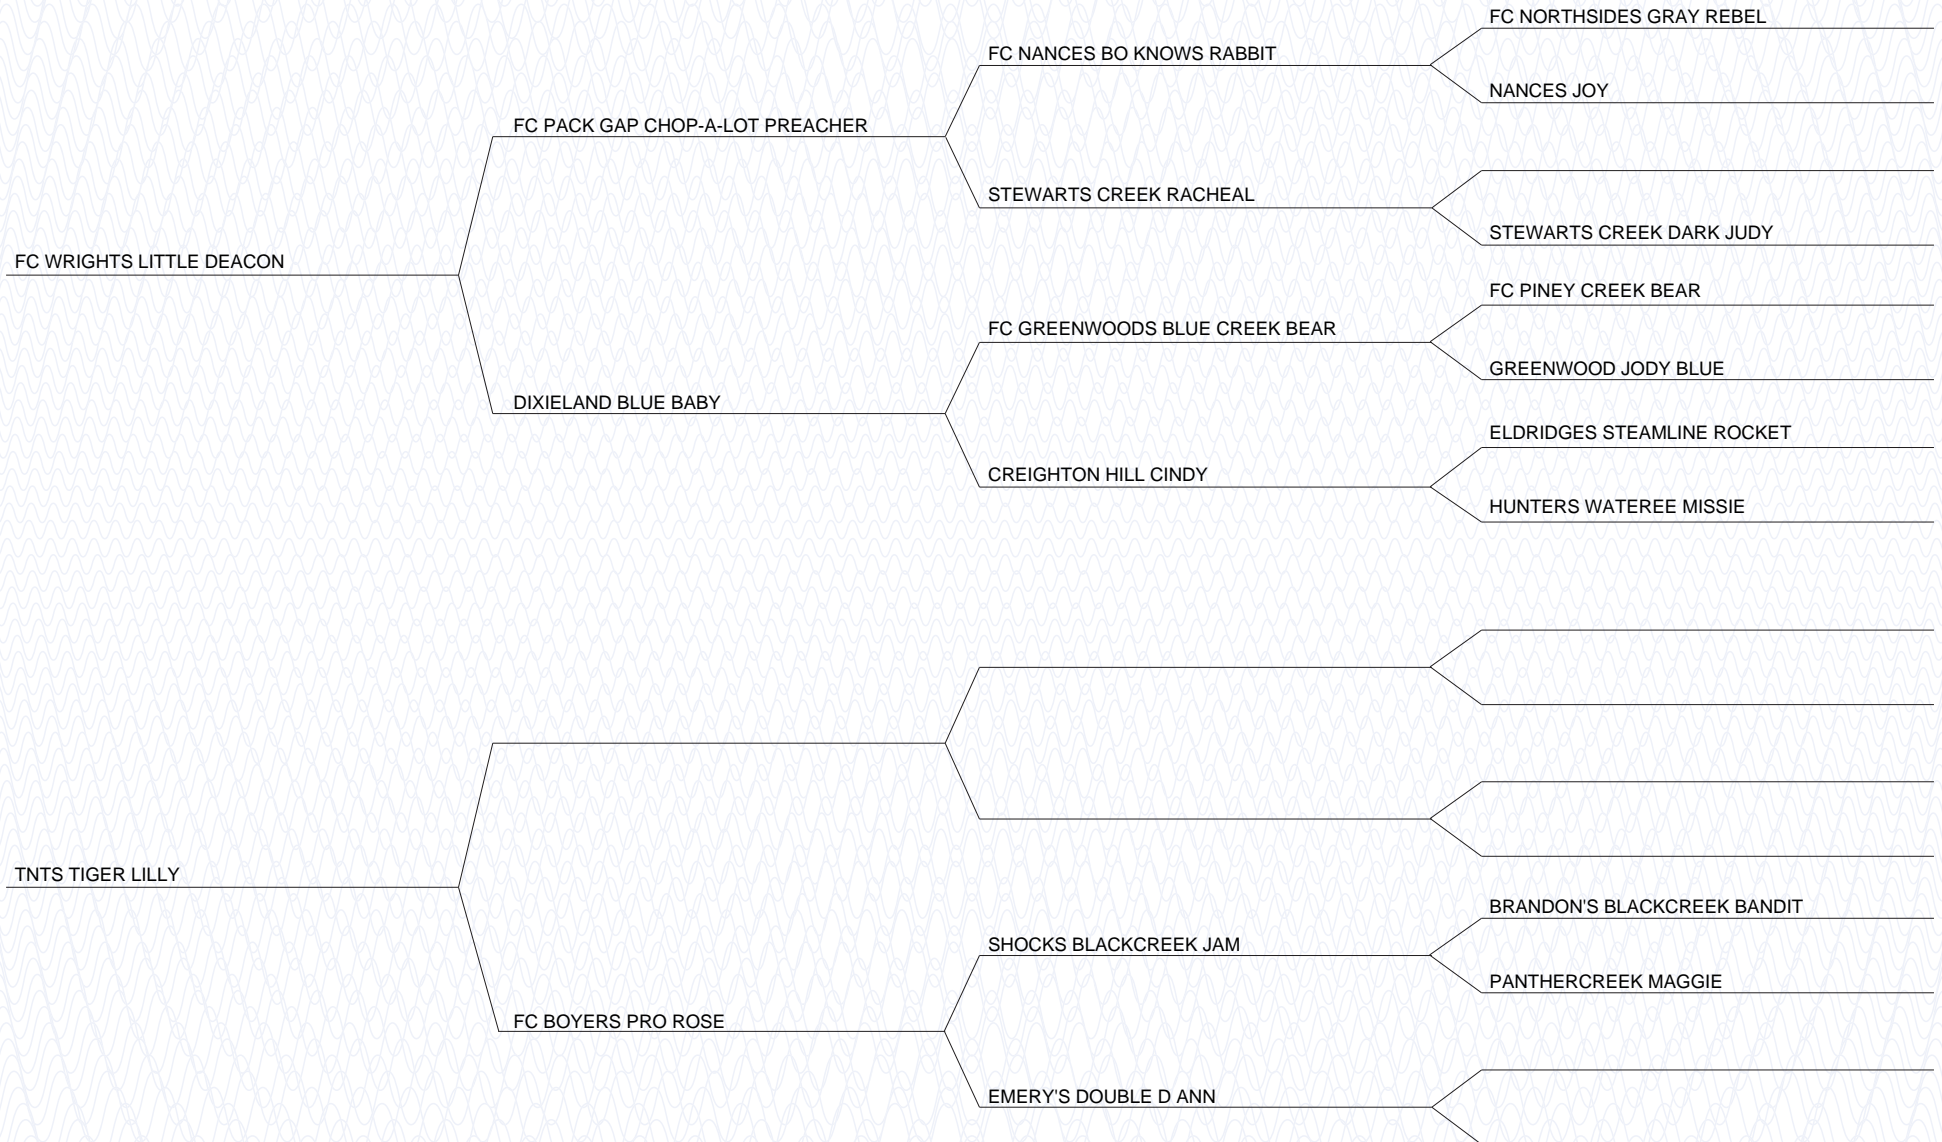 FC NORTHSIDES GRAY REBEL
FC NANCES BO KNOWS RABBIT
NANCES JOY
FC PACK GAP CHOP-A-LOT PREACHER
STEWARTS CREEK RACHEAL
STEWARTS CREEK DARK JUDY
FC WRIGHTS LITTLE DEACON
FC PINEY CREEK BEAR
FC GREENWOODS BLUE CREEK BEAR
GREENWOOD JODY BLUE
DIXIELAND BLUE BABY
ELDRIDGES STEAMLINE ROCKET
CREIGHTON HILL CINDY
HUNTERS WATEREE MISSIE
TNTS TIGER LILLY
BRANDON'S BLACKCREEK BANDIT
SHOCKS BLACKCREEK JAM
PANTHERCREEK MAGGIE
FC BOYERS PRO ROSE
EMERY'S DOUBLE D ANN